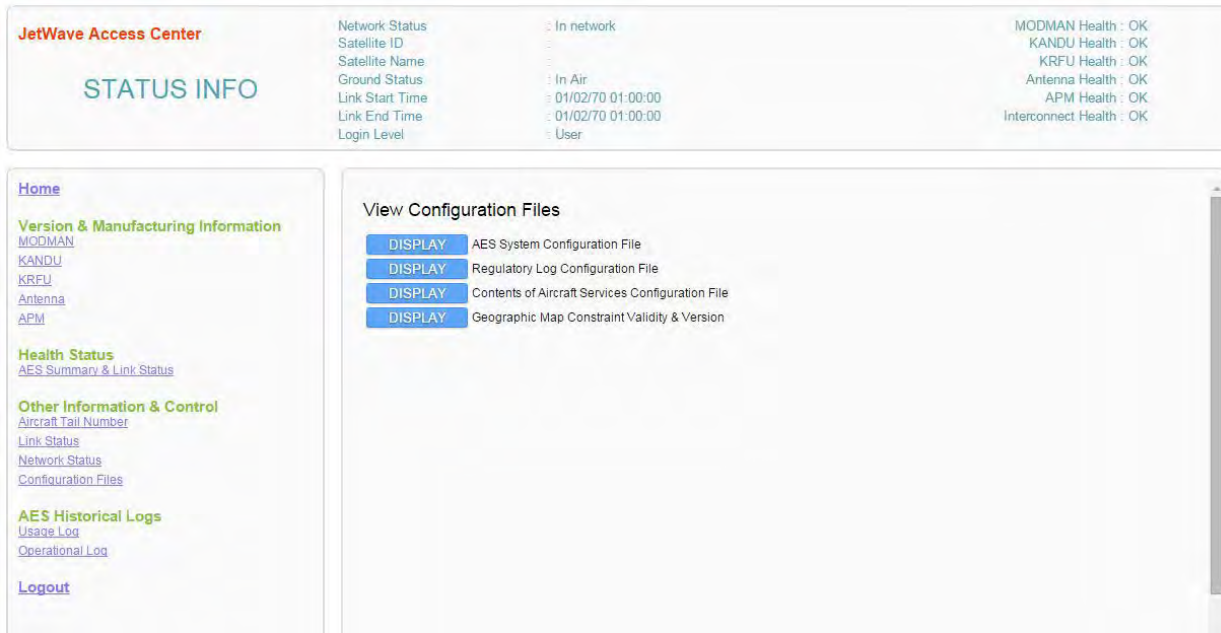 JetWave Access Center
STATUS INFO
Network Status : In network
Satellite ID :
Satellite Name :
Ground Status : In Air
Link Start Time : 01/02/70 01:00:00
Link End Time : 01/02/70 01:00:00
Login Level : User
MODMAN Health : OK
KANDU Health : OK
KRFU Health : OK
Antenna Health : OK
APM Health : OK
Interconnect Health : OK
Home
Version & Manufacturing Information
MODMAN
KANDU
KRFU
Antenna
APM
Health Status
AES Summary & Link Status
Other Information & Control
Aircraft Tail Number
Link Status
Network Status
Configuration Files
AES Historical Logs
Usage Log
Operational Log
Logout
View Configuration Files
DISPLAY AES System Configuration File
DISPLAY Regulatory Log Configuration File
DISPLAY Contents of Aircraft Services Configuration File
DISPLAY Geographic Map Constraint Validity & Version